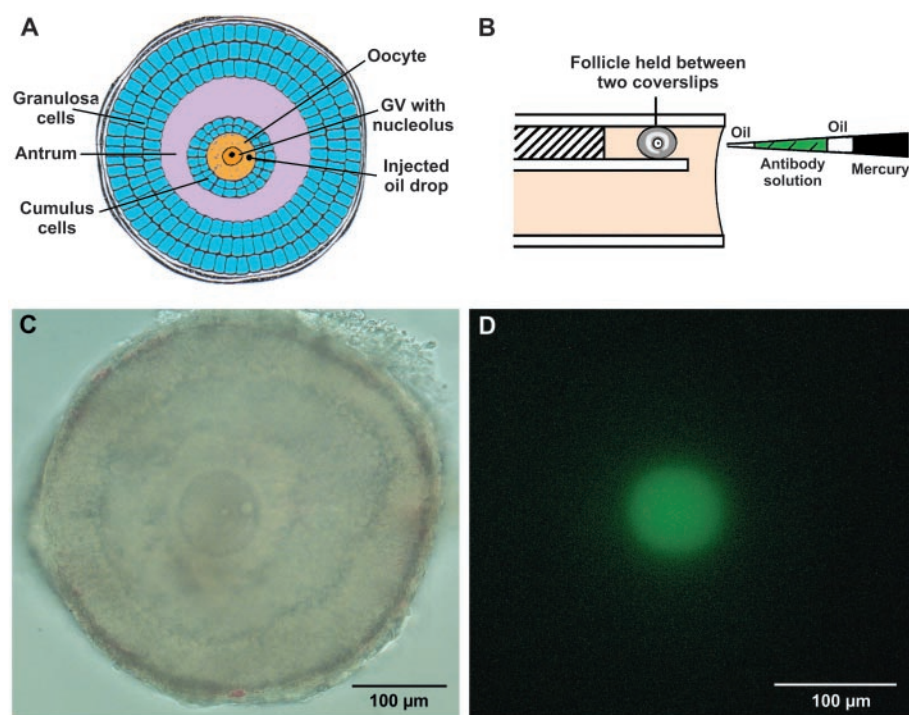 A
Oocyte
GV with
nucleolus
Injected
oil drop
Granulosa
cells
Antrum
Cumulus
cells
B
Follicle held between
two coverslips
Oil
Oil
Antibody
solution
Mercury
C
100 µm
D
100 µm